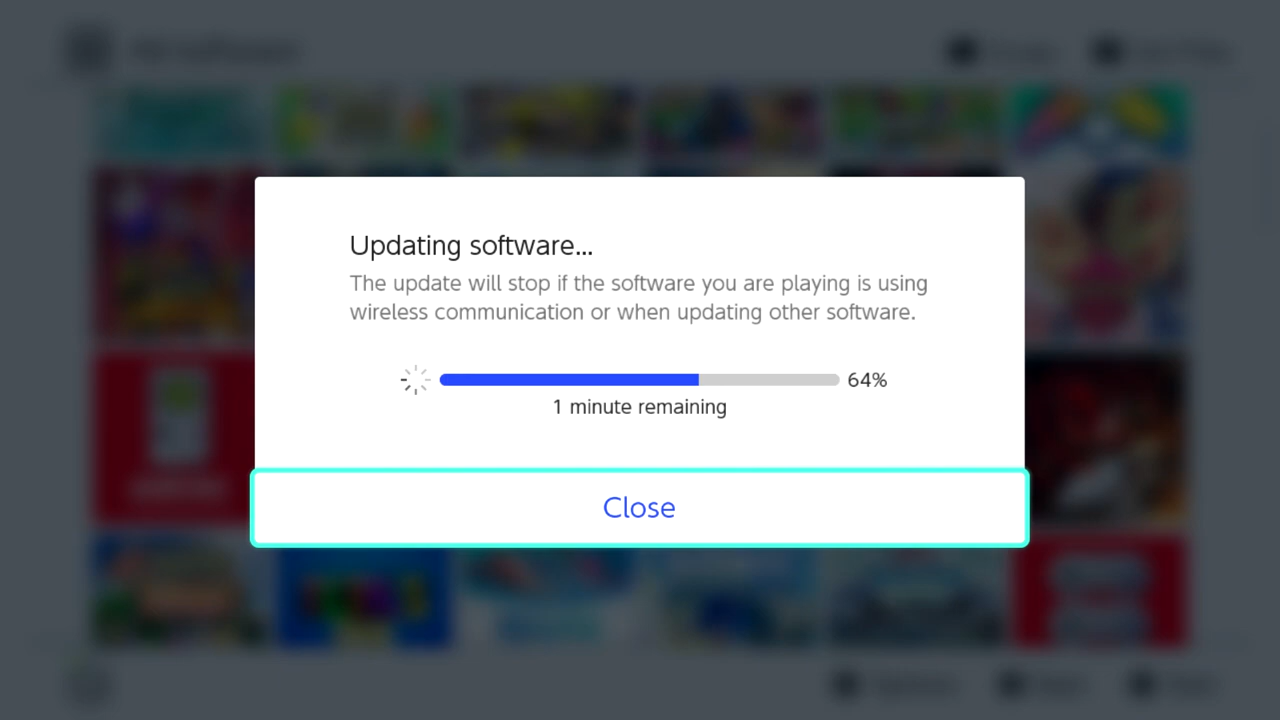 Updating software...
The update will stop if the software you are playing is using
wireless communication or when updating other software.
64%
1 minute remaining
Close